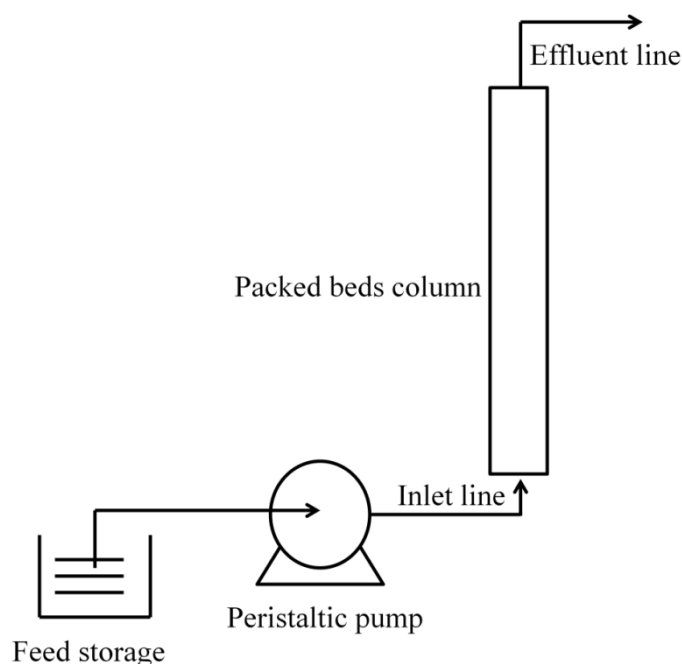 Effluent line
Packed beds column
Inlet line
Peristaltic pump
Feed storage